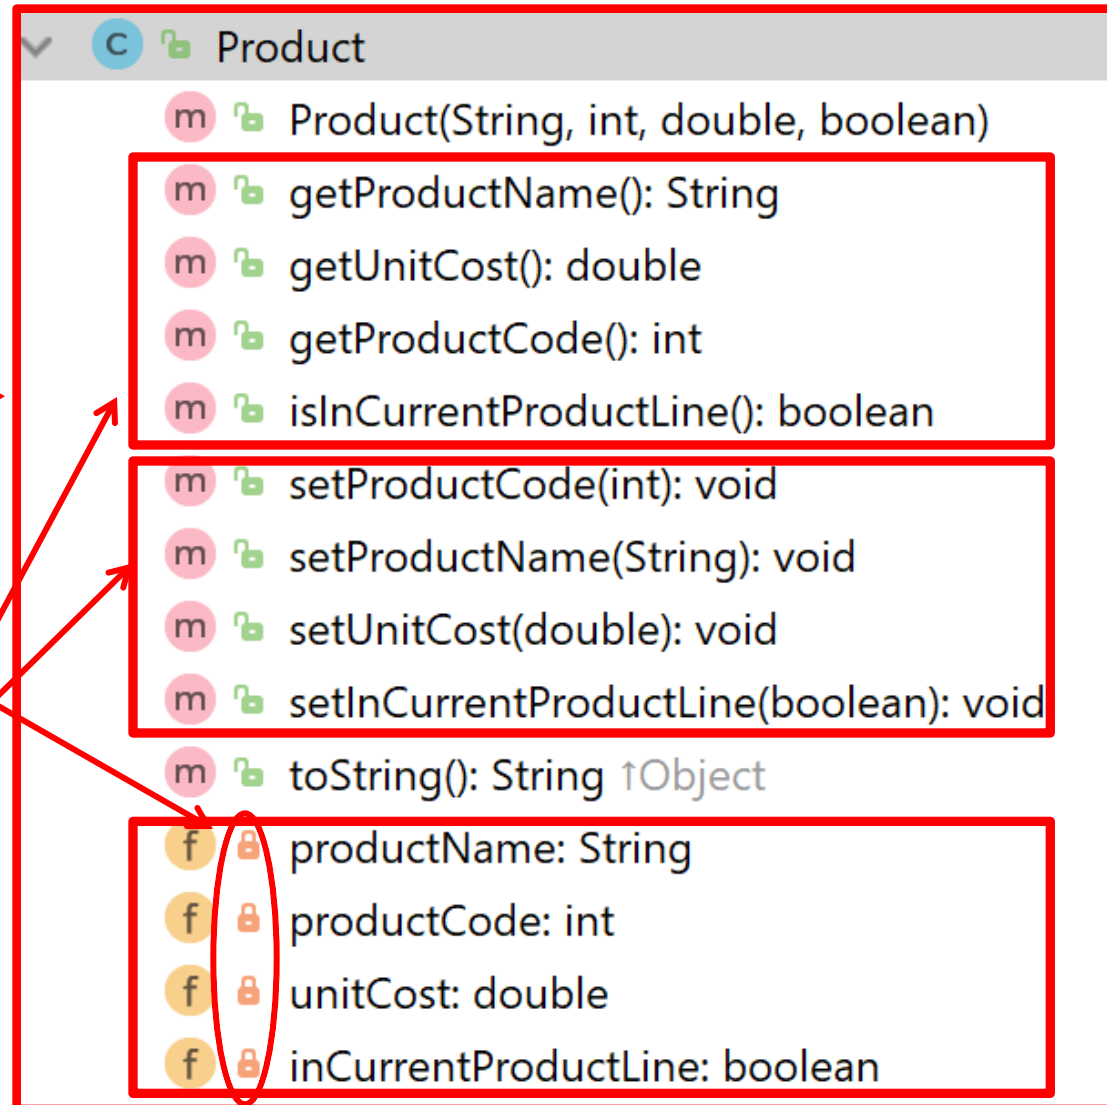 C Product
m Product(String, int, double, boolean)
m getProductName(): String
m getUnitCost(): double
m getProductCode(): int
m isInCurrentProductLine(): boolean
m setProductCode(int): void
m setProductName(String): void
m setUnitCost(double): void
m setInCurrentProductLine(boolean): void
m toString(): String ↑Object
f productName: String
f productCode: int
f unitCost: double
f inCurrentProductLine: boolean